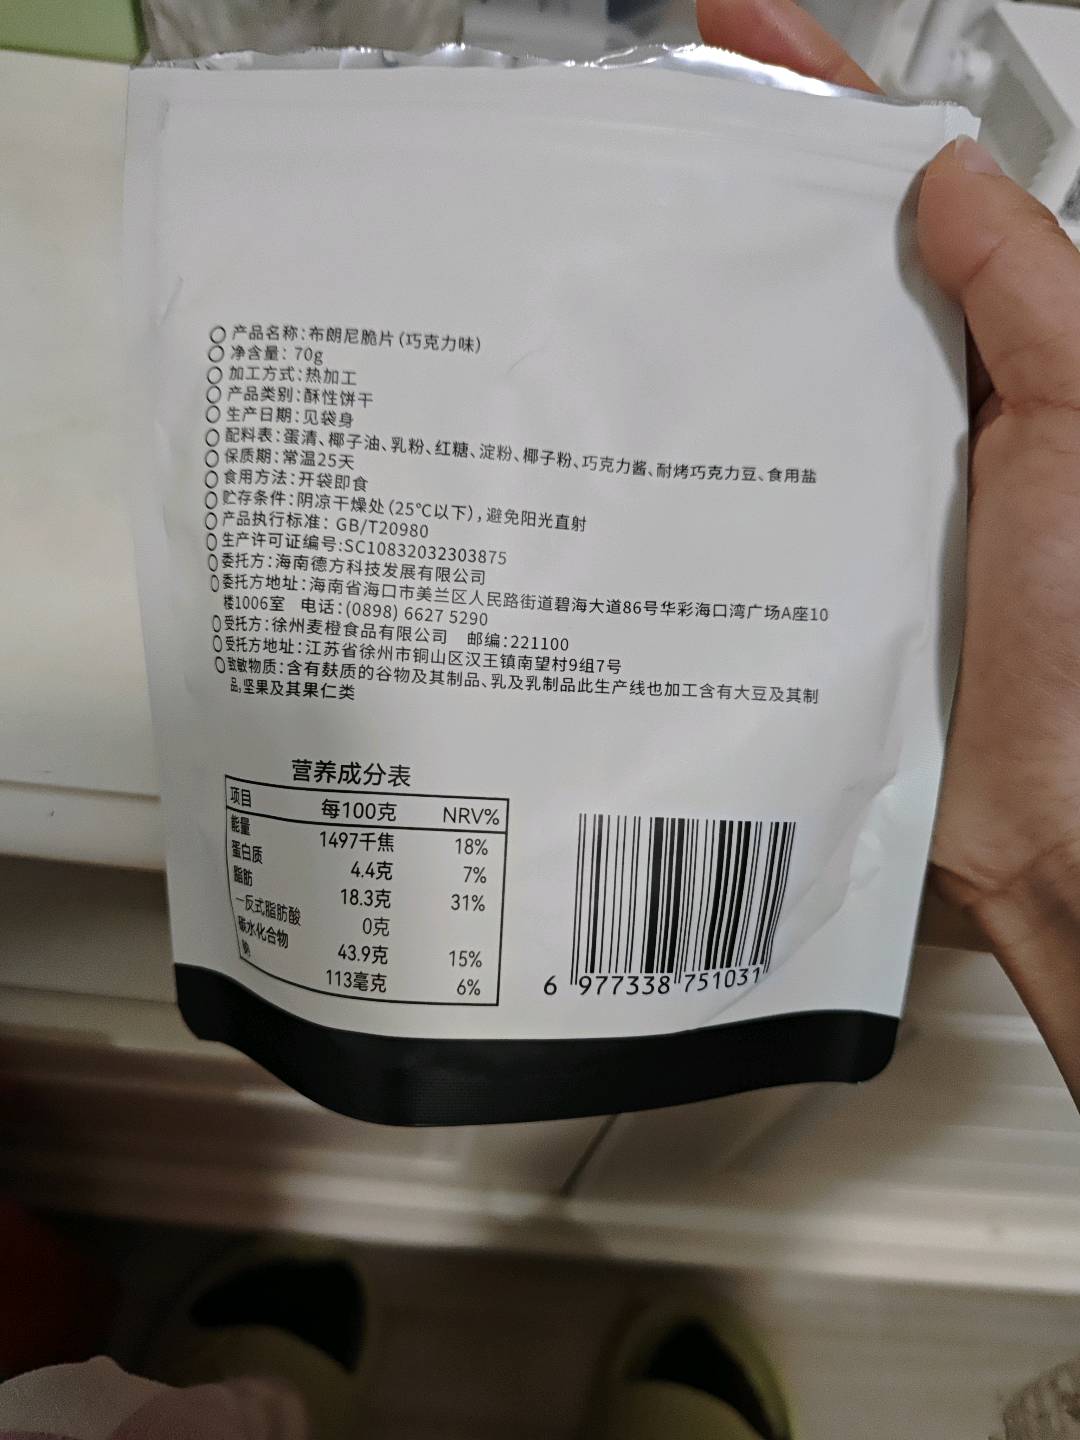 产品名称:布朗尼脆片(巧克力味)
净含量: 70g
加工方式:热加工
产品类别:酥性饼干
生产日期:见袋身
配料表:蛋清、椰子油、乳粉、红糖、淀粉、椰子粉、巧克力酱、耐烤巧克力豆、食用盐
保质期:常温25天
食用方法:开袋即食
贮存条件:阴凉干燥处(25℃以下),避免阳光直射
产品执行标准: GB/T20980
生产许可证编号:SC10832032303875
委托方:海南德方科技发展有限公司
委托方地址:海南省海口市美兰区人民路街道碧海大道86号华彩海口湾广场A座10
楼1006室 电话:(0898) 6627 5290
受托方:徐州麦橙食品有限公司 邮编:221100
受托方地址:江苏省徐州市铜山区汉王镇南望村9组7号
致敏物质:含有麸质的谷物及其制品、乳及乳制品此生产线也加工含有大豆及其制
品,坚果及其果仁类
营养成分表
项目 每100克 NRV%
能量 1497千焦 18%
蛋白质 4.4克 7%
脂肪 18.3克 31%
—反式脂肪酸 0克
碳水化合物 43.9克 15%
钠 113毫克 6%
6 977338 751031